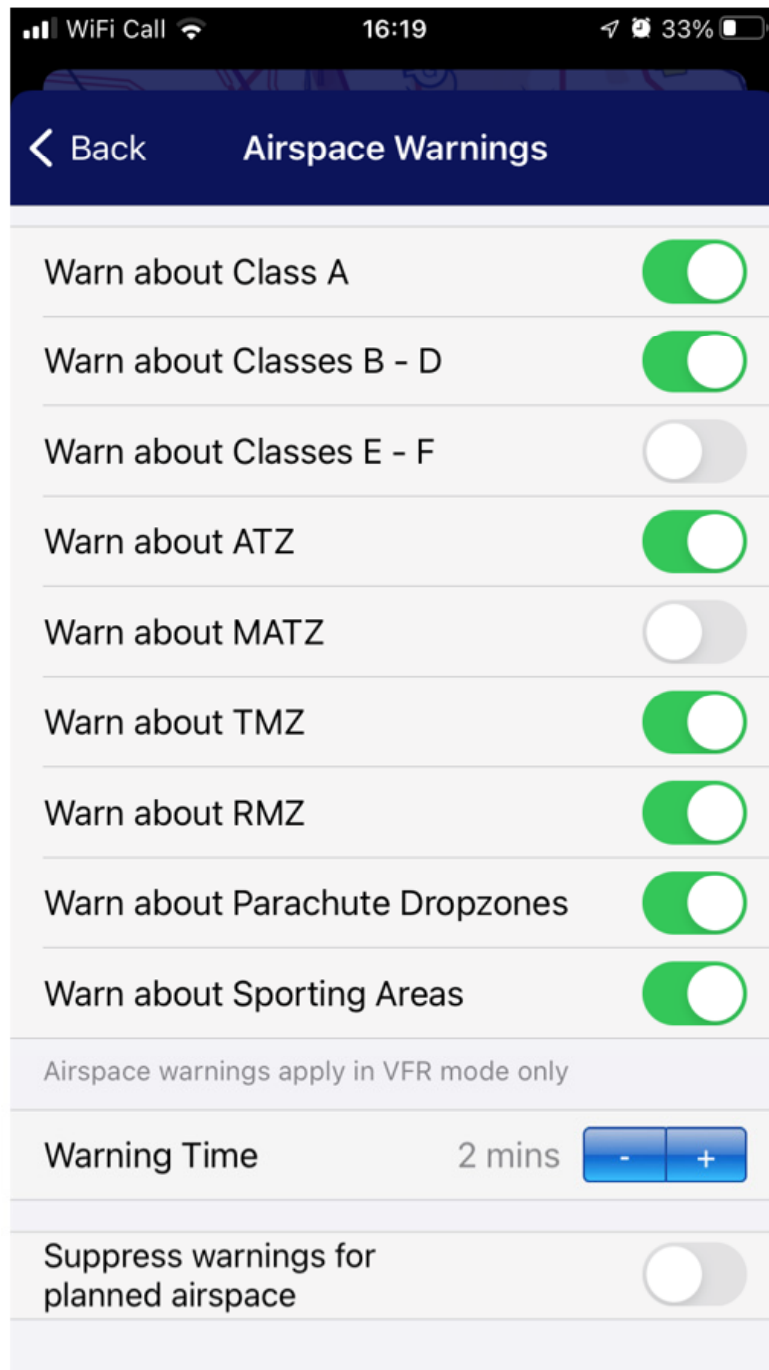 WiFi Call 16:19 33%
Back Airspace Warnings
Warn about Class A
Warn about Classes B - D
Warn about Classes E - F
Warn about ATZ
Warn about MATZ
Warn about TMZ
Warn about RMZ
Warn about Parachute Dropzones
Warn about Sporting Areas
Airspace warnings apply in VFR mode only
Warning Time 2 mins - +
Suppress warnings for
planned airspace